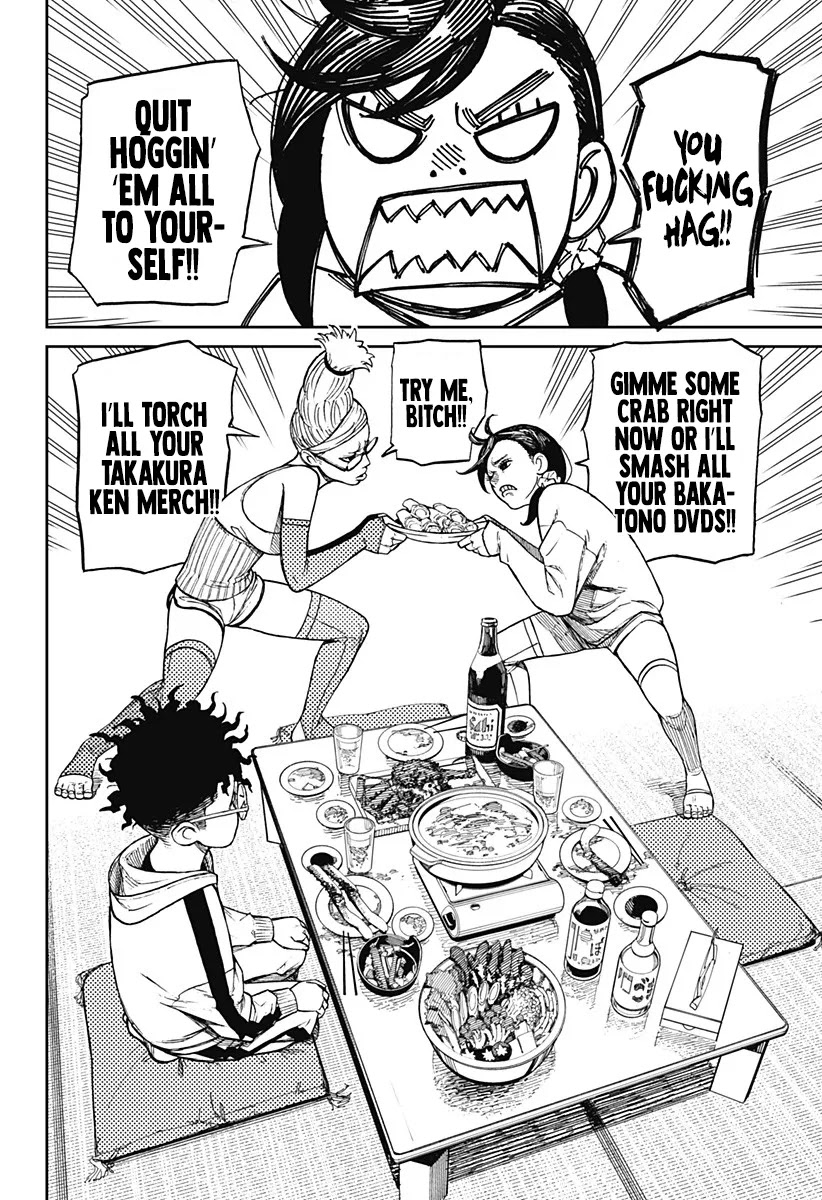 YOU
FUCKING
HAG!!
QUIT
HOGGIN'
'EM ALL
TO YOUR-
SELF!!
GIMME SOME
CRAB RIGHT
NOW OR I'LL
SMASH ALL
YOUR BAKA-
TONO DVDS!!
TRY ME,
BITCH!!
I'LL TORCH
ALL YOUR
TAKAKURA
KEN MERCH!!